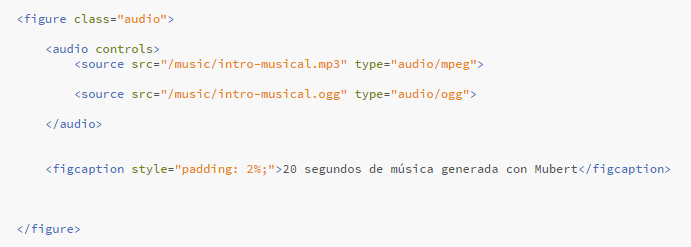 <figure class="audio">
<audio controls>
<source src="/music/intro-musical.mp3" type="audio/mpeg">
<source src="/music/intro-musical.ogg" type="audio/ogg">
</audio>
<figcaption style="padding: 2%;">20 segundos de música generada con Mubert</figcaption>
</figure>